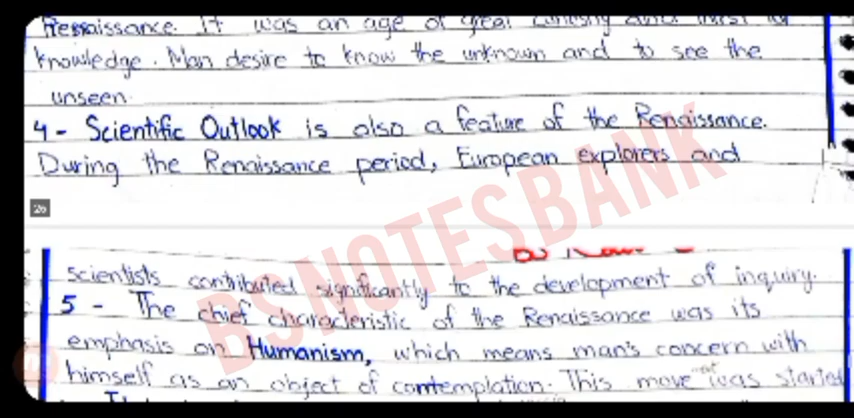 Renaissance. It was an age of great curiosity and thirst for
knowledge. Man desire to know the unknown and to see the
unseen.
4 - Scientific Outlook is also a feature of the Renaissance.
During the Renaissance period, European explorers and
26
scientists contributed significantly to the development of inquiry.
5 - The chief characteristic of the Renaissance was its
emphasis on Humanism, which means man's concern with
himself as an object of contemplation. This move was started
BSNOTESBANK